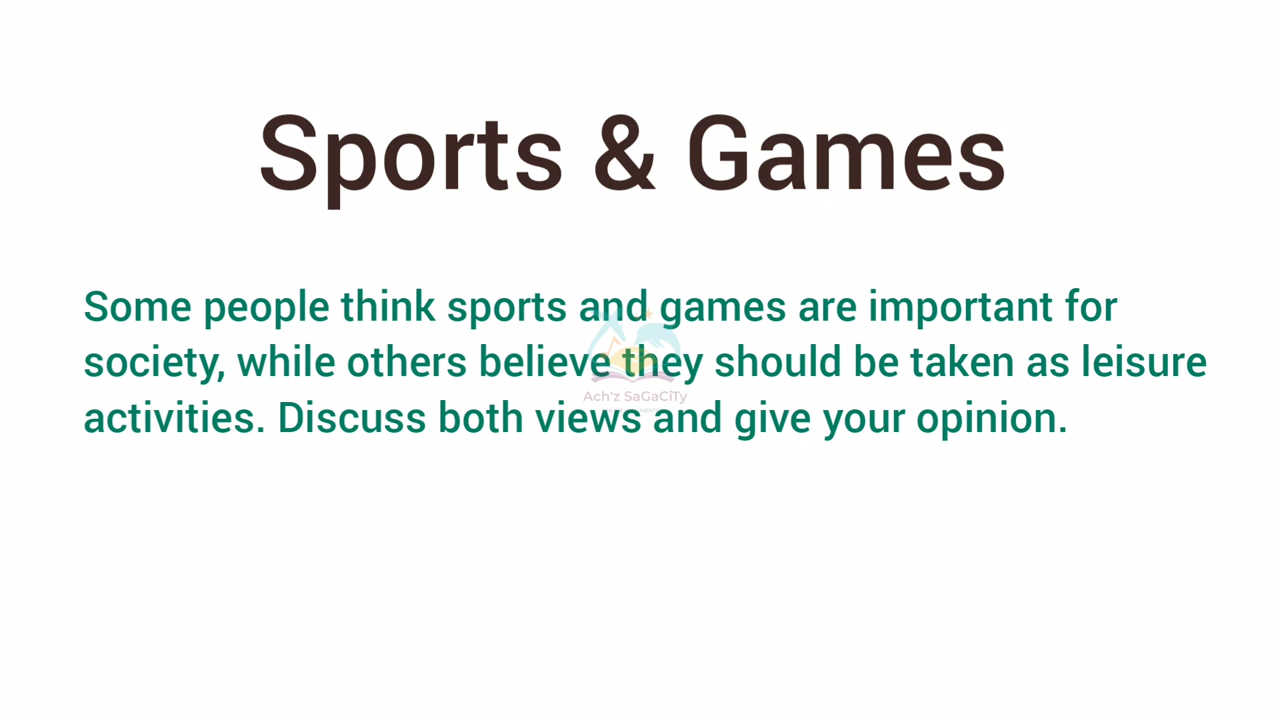 Sports & Games
Some people think sports and games are important for
society, while others believe they should be taken as leisure
Ach'z SaGaCiTy
activities. Discuss both views and give your opinion.